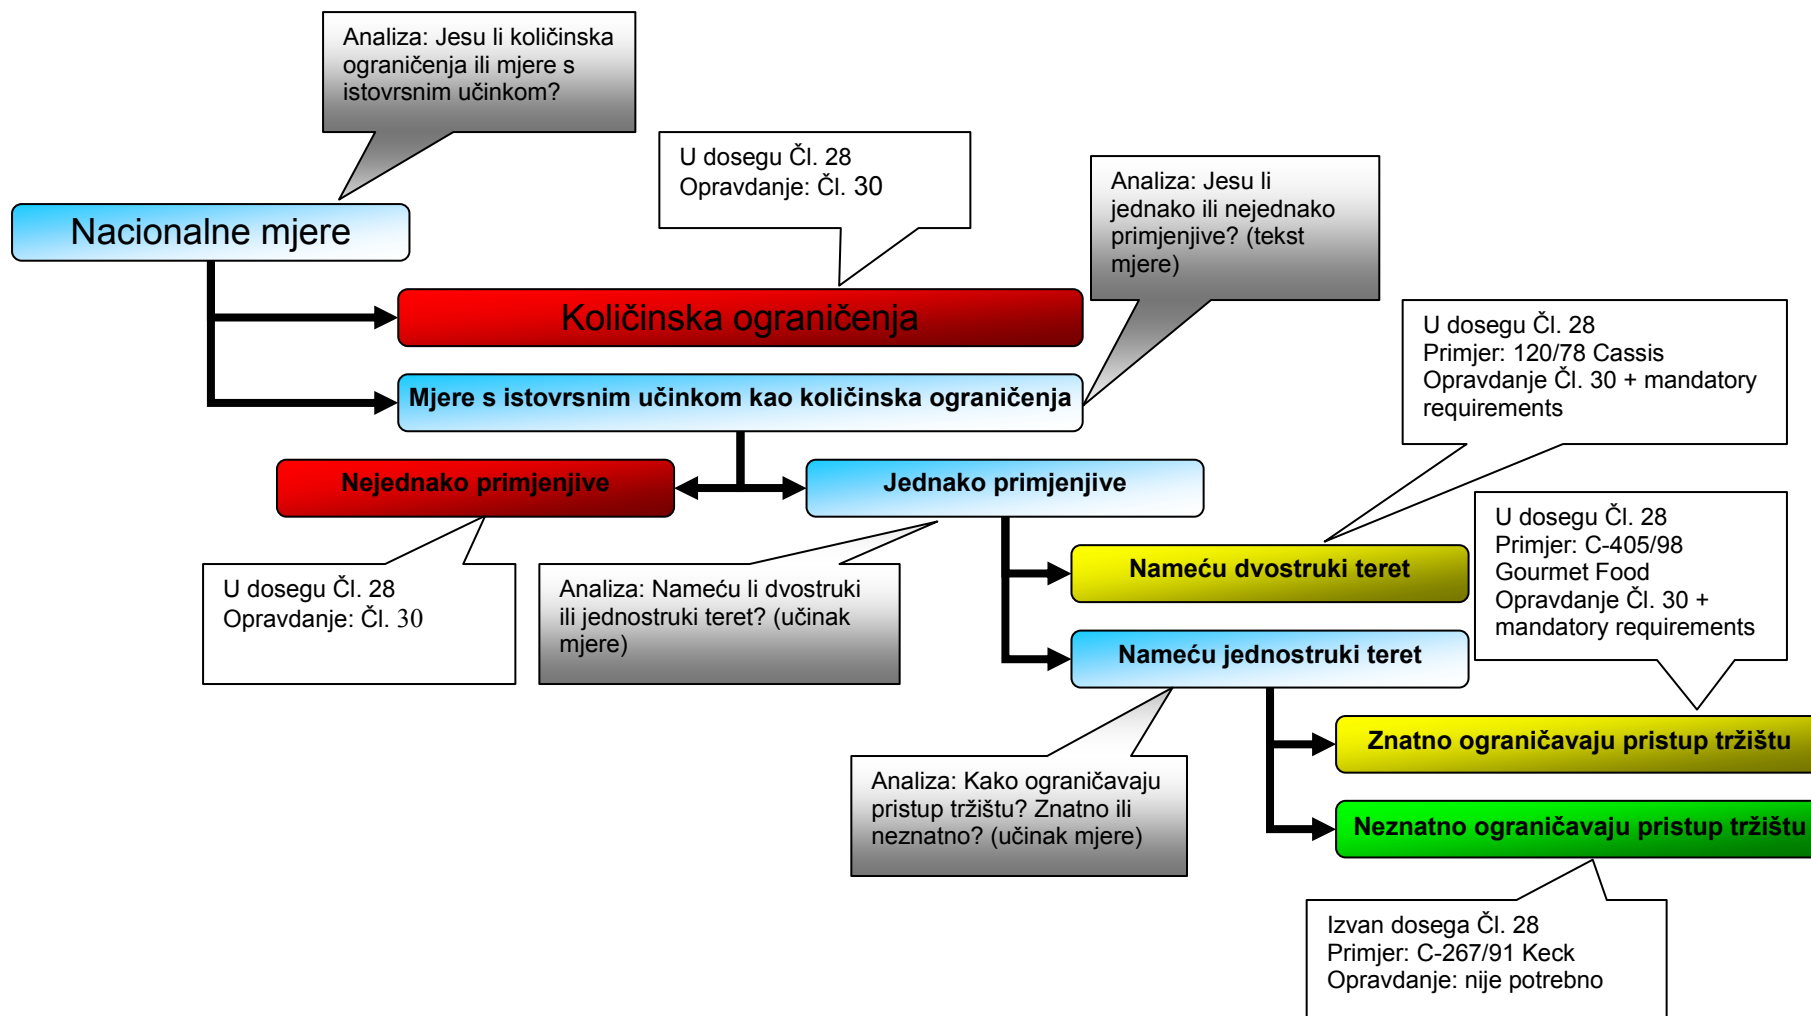 Analiza: Jesu li količinska
ograničenja ili mjere s
istovrsnim učinkom?
U dosegu Čl. 28
Opravdanje: Čl. 30
Analiza: Jesu li
jednako ili nejednako
primjenjive? (tekst
mjere)
Nacionalne mjere
Količinska ograničenja
U dosegu Čl. 28
Primjer: 120/78 Cassis
Opravdanje Čl. 30 + mandatory
requirements
Mjere s istovrsnim učinkom kao količinska ograničenja
Nejednako primjenjive
Jednako primjenjive
U dosegu Čl. 28
Primjer: C-405/98
Gourmet Food
Opravdanje Čl. 30 +
mandatory requirements
U dosegu Čl. 28
Opravdanje: Čl. 30
Analiza: Nameću li dvostruki
ili jednostruki teret? (učinak
mjere)
Nameću dvostruki teret
Nameću jednostruki teret
Znatno ograničavaju pristup tržištu
Analiza: Kako ograničavaju
pristup tržištu? Znatno ili
neznatno? (učinak mjere)
Neznatno ograničavaju pristup tržištu
Izvan dosega Čl. 28
Primjer: C-267/91 Keck
Opravdanje: nije potrebno